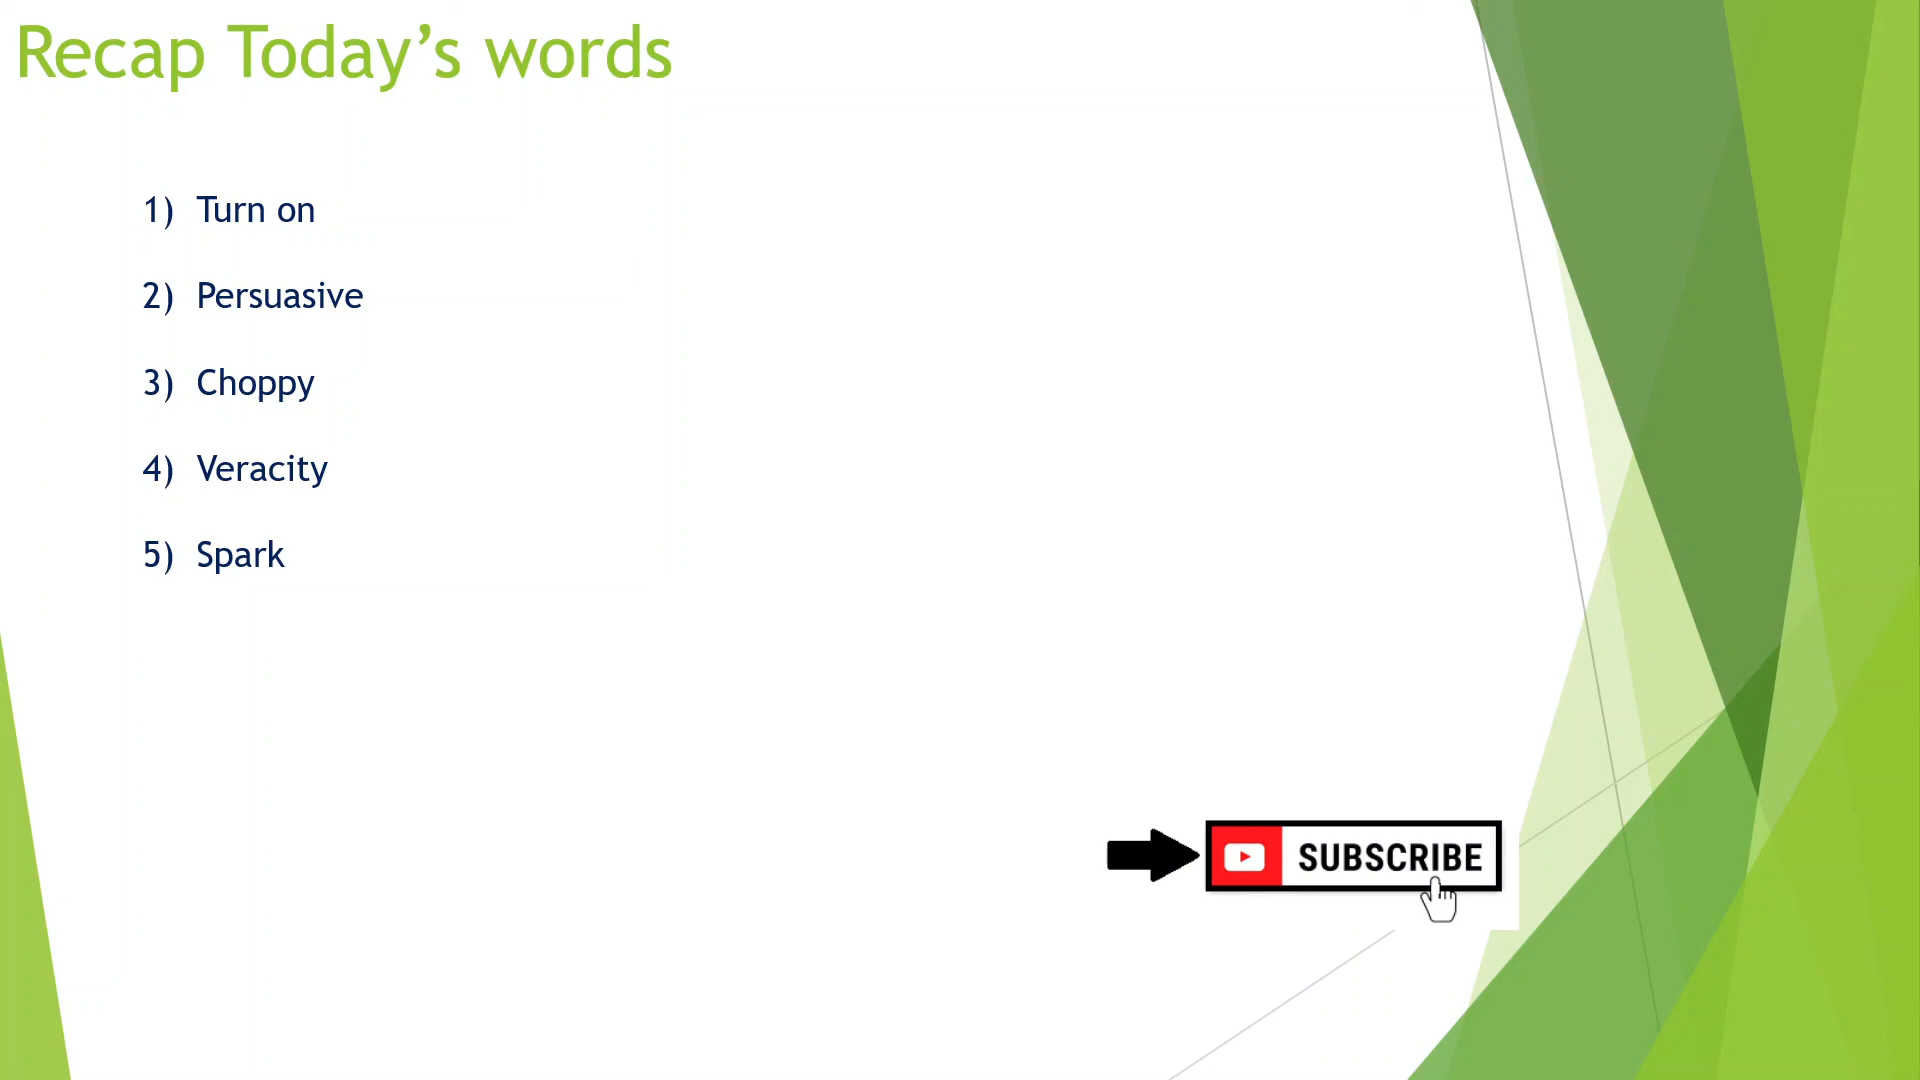 Recap Today’s words
1) Turn on
2) Persuasive
3) Choppy
4) Veracity
5) Spark
SUBSCRIBE